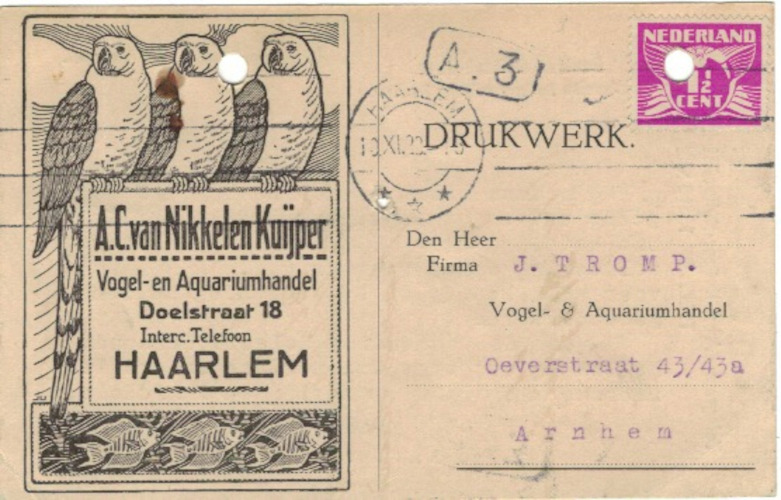 A.C. van Nikkelen Kuijper
Vogel- en Aquariumhandel
Doelstraat 18
Interc. Telefoon
HAARLEM
A. 3
NEDERLAND
1½
CENT
HAARLEM
DRUKWERK.
Den Heer
Firma J. TROMP.
Vogel- & Aquariumhandel
Oeverstraat 43/43a
Arnhem